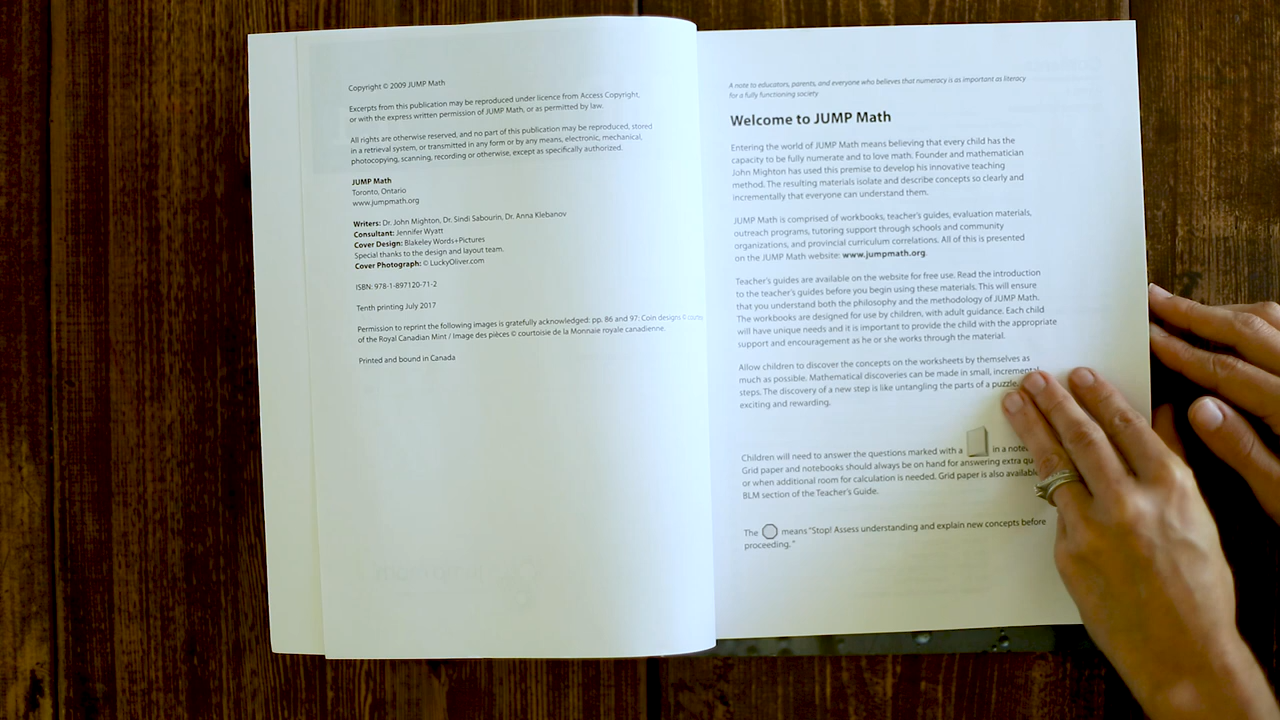 Copyright © 2009 JUMP Math
Excerpts from this publication may be reproduced under licence from Access Copyright,
or with the express written permission of JUMP Math, or as permitted by law.
All rights are otherwise reserved, and no part of this publication may be reproduced, stored
in a retrieval system, or transmitted in any form or by any means, electronic, mechanical,
photocopying, scanning, recording or otherwise, except as specifically authorized.
JUMP Math
Toronto, Ontario
www.jumpmath.org
Writers: Dr. John Mighton, Dr. Sindi Sabourin, Dr. Anna Klebanov
Consultant: Jennifer Wyatt
Cover Design: Blakeley Words+Pictures
Special thanks to the design and layout team.
Cover Photograph: © LuckyOliver.com
ISBN: 978-1-897120-71-2
Tenth printing July 2017
Permission to reprint the following images is gratefully acknowledged: pp. 86 and 97: Coin designs ©
of the Royal Canadian Mint / Image des pièces © courtoisie de la Monnaie royale canadienne.
Printed and bound in Canada
A note to educators, parents, and everyone who believes that numeracy is as important as literacy
for a fully functioning society
Welcome to JUMP Math
Entering the world of JUMP Math means believing that every child has the
capacity to be fully numerate and to love math. Founder and mathematician
John Mighton has used this premise to develop his innovative teaching
method. The resulting materials isolate and describe concepts so clearly and
incrementally that everyone can understand them.
JUMP Math is comprised of workbooks, teacher's guides, evaluation materials,
outreach programs, tutoring support through schools and community
organizations, and provincial curriculum correlations. All of this is presented
on the JUMP Math website: www.jumpmath.org.
Teacher's guides are available on the website for free use. Read the introduction
to the teacher's guides before you begin using these materials. This will ensure
that you understand both the philosophy and the methodology of JUMP Math.
The workbooks are designed for use by children, with adult guidance. Each child
will have unique needs and it is important to provide the child with the appropriate
support and encouragement as he or she works through the material.
Allow children to discover the concepts on the worksheets by themselves as
much as possible. Mathematical discoveries can be made in small, incremental
steps. The discovery of a new step is like untangling the parts of a puzzle.
exciting and rewarding.
Children will need to answer the questions marked with a in a
Grid paper and notebooks should always be on hand for answering extra
or when additional room for calculation is needed. Grid paper is also
BLM section of the Teacher's Guide.
The means "Stop! Assess understanding and explain new concepts before
proceeding."